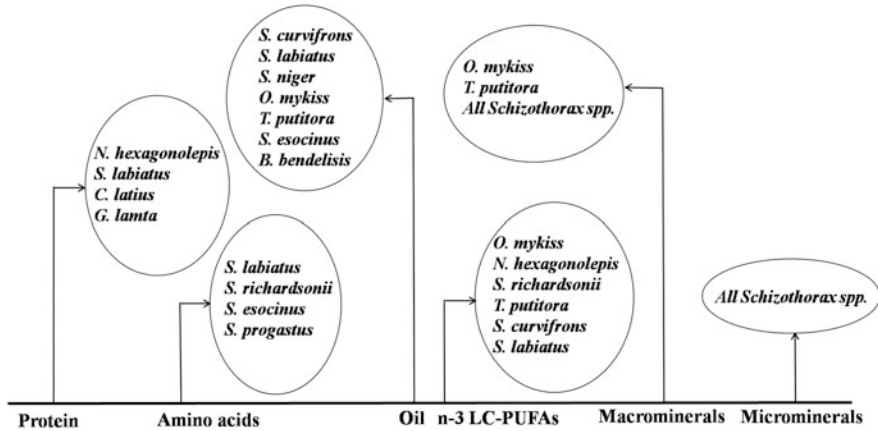 S. curvifrons
S. labiatus
S. niger
O. mykiss
T. putitora
S. esocinus
B. bendelisis
O. mykiss
T. putitora
All Schizothorax spp.
N. hexagonolepis
S. labiatus
C. latius
G. lamta
S. labiatus
S. richardsonii
S. esocinus
S. progastus
O. mykiss
N. hexagonolepis
S. richardsonii
T. putitora
S. curvifrons
S. labiatus
All Schizothorax spp.
Protein
Amino acids
Oil
n-3 LC-PUFAs
Macrominerals
Microminerals